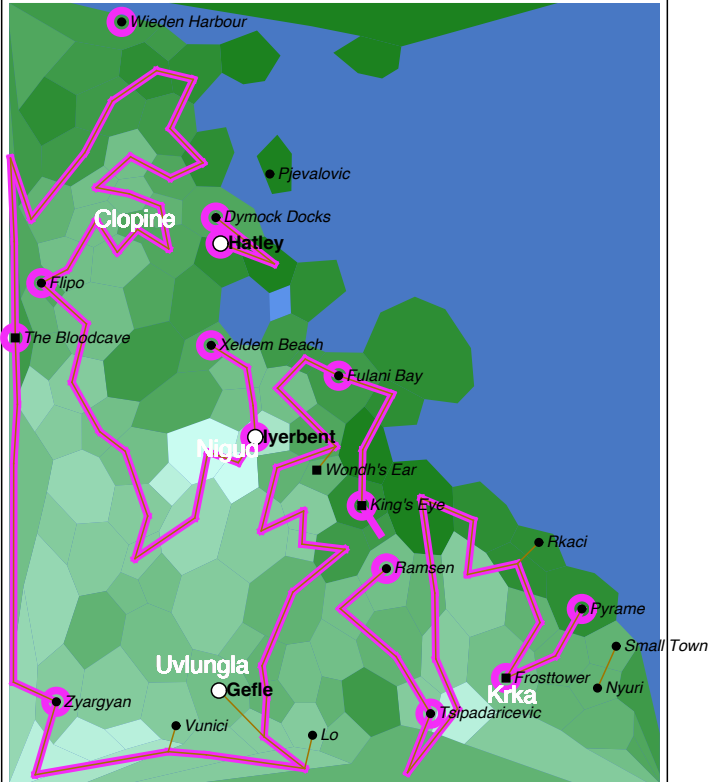 Wieden Harbour
Pjevalovic
Dymock Docks
Clopine
Hatley
Flipo
The Bloodcave
Xeldem Beach
Fulani Bay
Iyerbent
Nigud
Wondh's Ear
King's Eye
Rkaci
Ramsen
Pyrame
Small Town
Uvlungla
Frosttower
Gefle
Nyuri
Krka
Zyargyan
Tsipadaricevic
Vunici
Lo